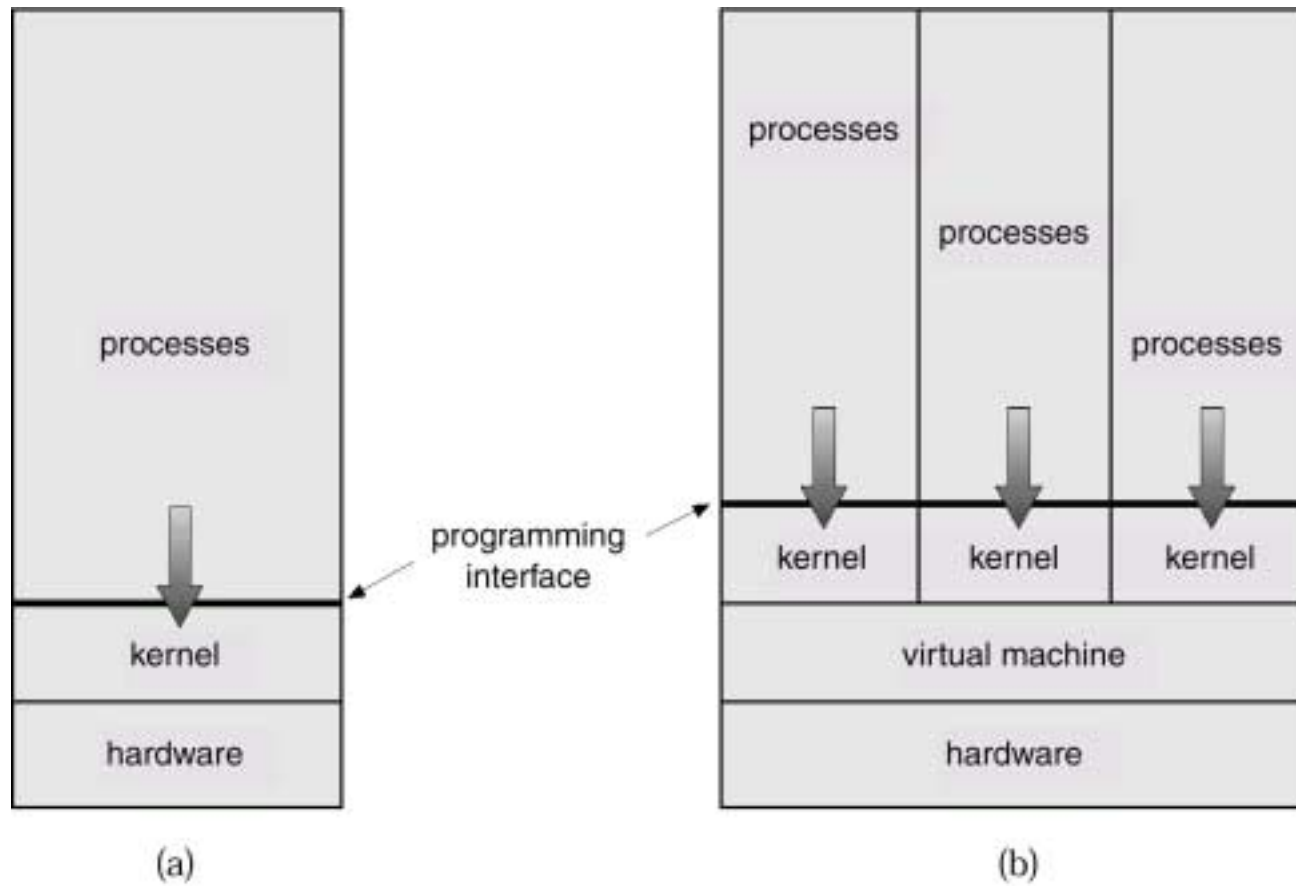 processes
kernel
hardware
(a)
programming
interface
processes
processes
processes
kernel kernel kernel
virtual machine
hardware
(b)